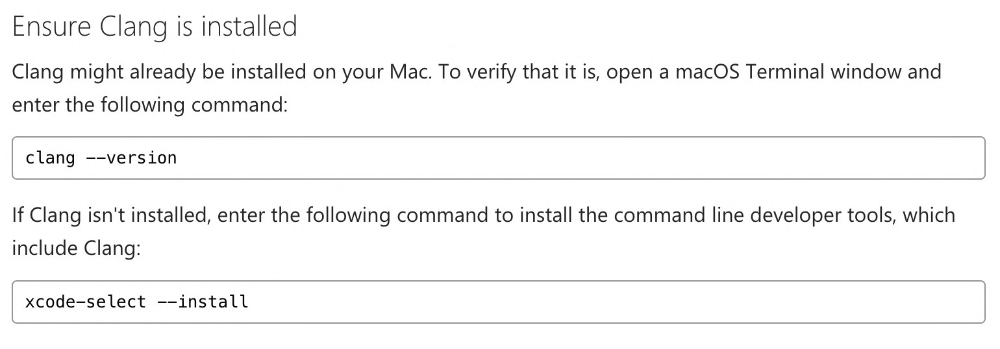 Ensure Clang is installed
Clang might already be installed on your Mac. To verify that it is, open a macOS Terminal window and
enter the following command:
clang --version
If Clang isn't installed, enter the following command to install the command line developer tools, which
include Clang:
xcode-select --install